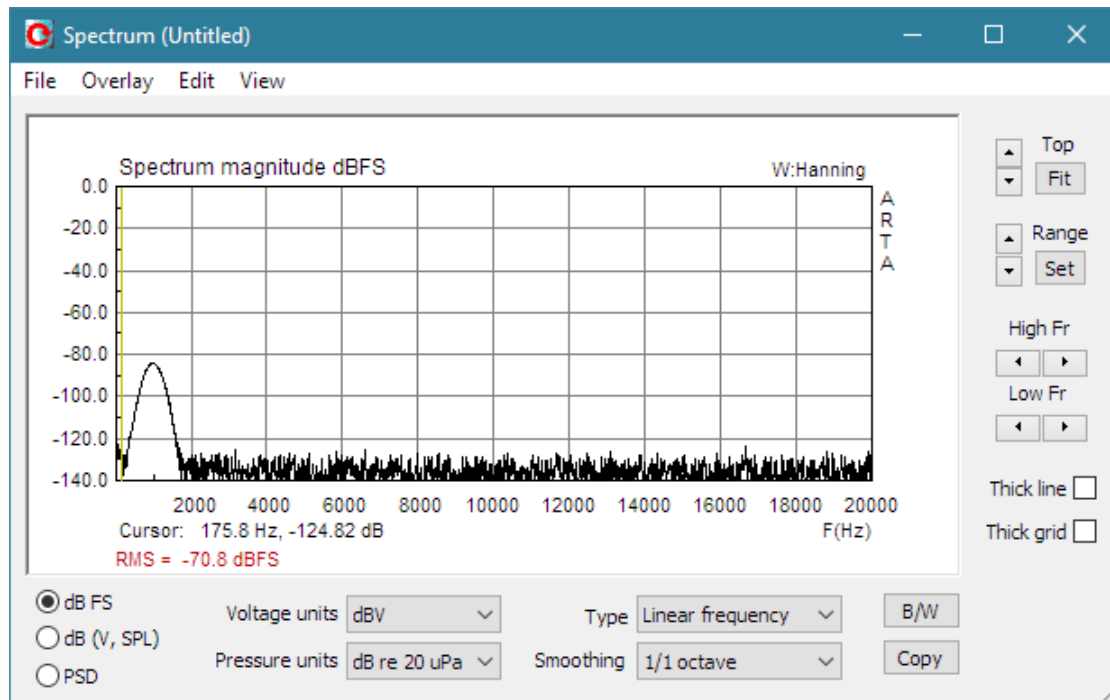 Spectrum (Untitled)
File Overlay Edit View
Spectrum magnitude dBFS
W:Hanning
0.0
-20.0
-40.0
-60.0
-80.0
-100.0
-120.0
-140.0
A
R
T
A
2000 4000 6000 8000 10000 12000 14000 16000 18000 20000
Cursor: 175.8 Hz, -124.82 dB
F(Hz)
RMS = -70.8 dBFS
Top
Fit
Range
Set
High Fr
Low Fr
Thick line
Thick grid
dB FS
dB (V, SPL)
PSD
Voltage units dBV
Pressure units dB re 20 uPa
Type Linear frequency
Smoothing 1/1 octave
B/W
Copy